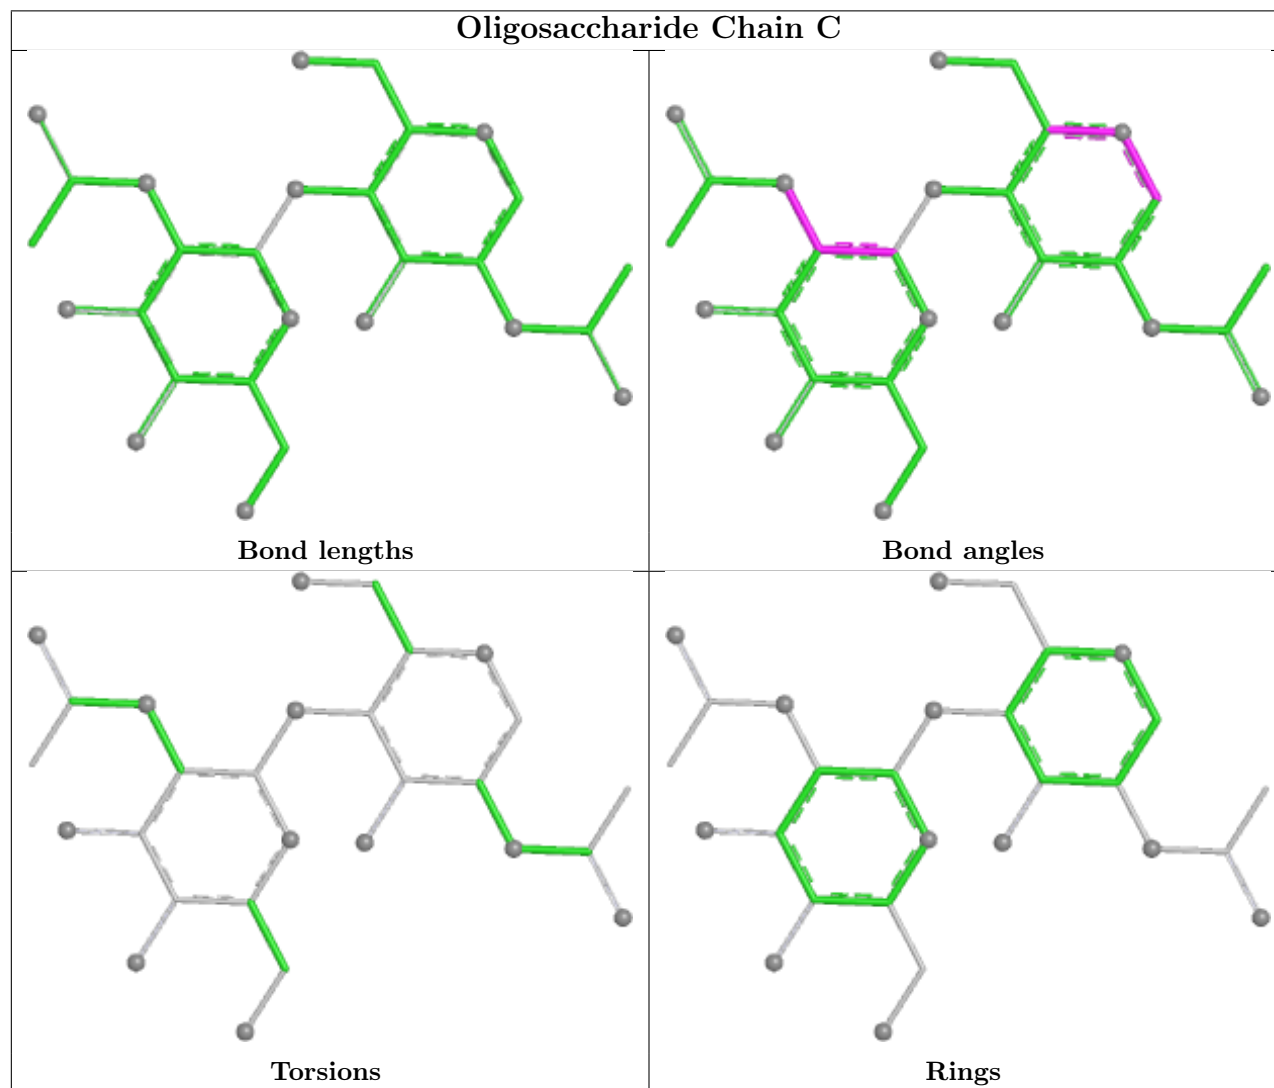 Oligosaccharide Chain C
Bond lengths
Bond angles
Torsions
Rings